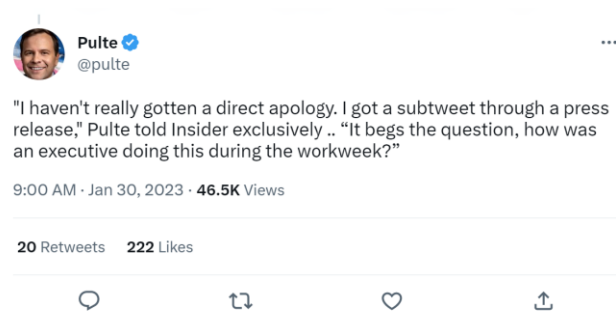 Pulte
@pulte
"I haven't really gotten a direct apology. I got a subtweet through a press
release," Pulte told Insider exclusively .. “It begs the question, how was
an executive doing this during the workweek?”
9:00 AM · Jan 30, 2023 · 46.5K Views
20 Retweets 222 Likes